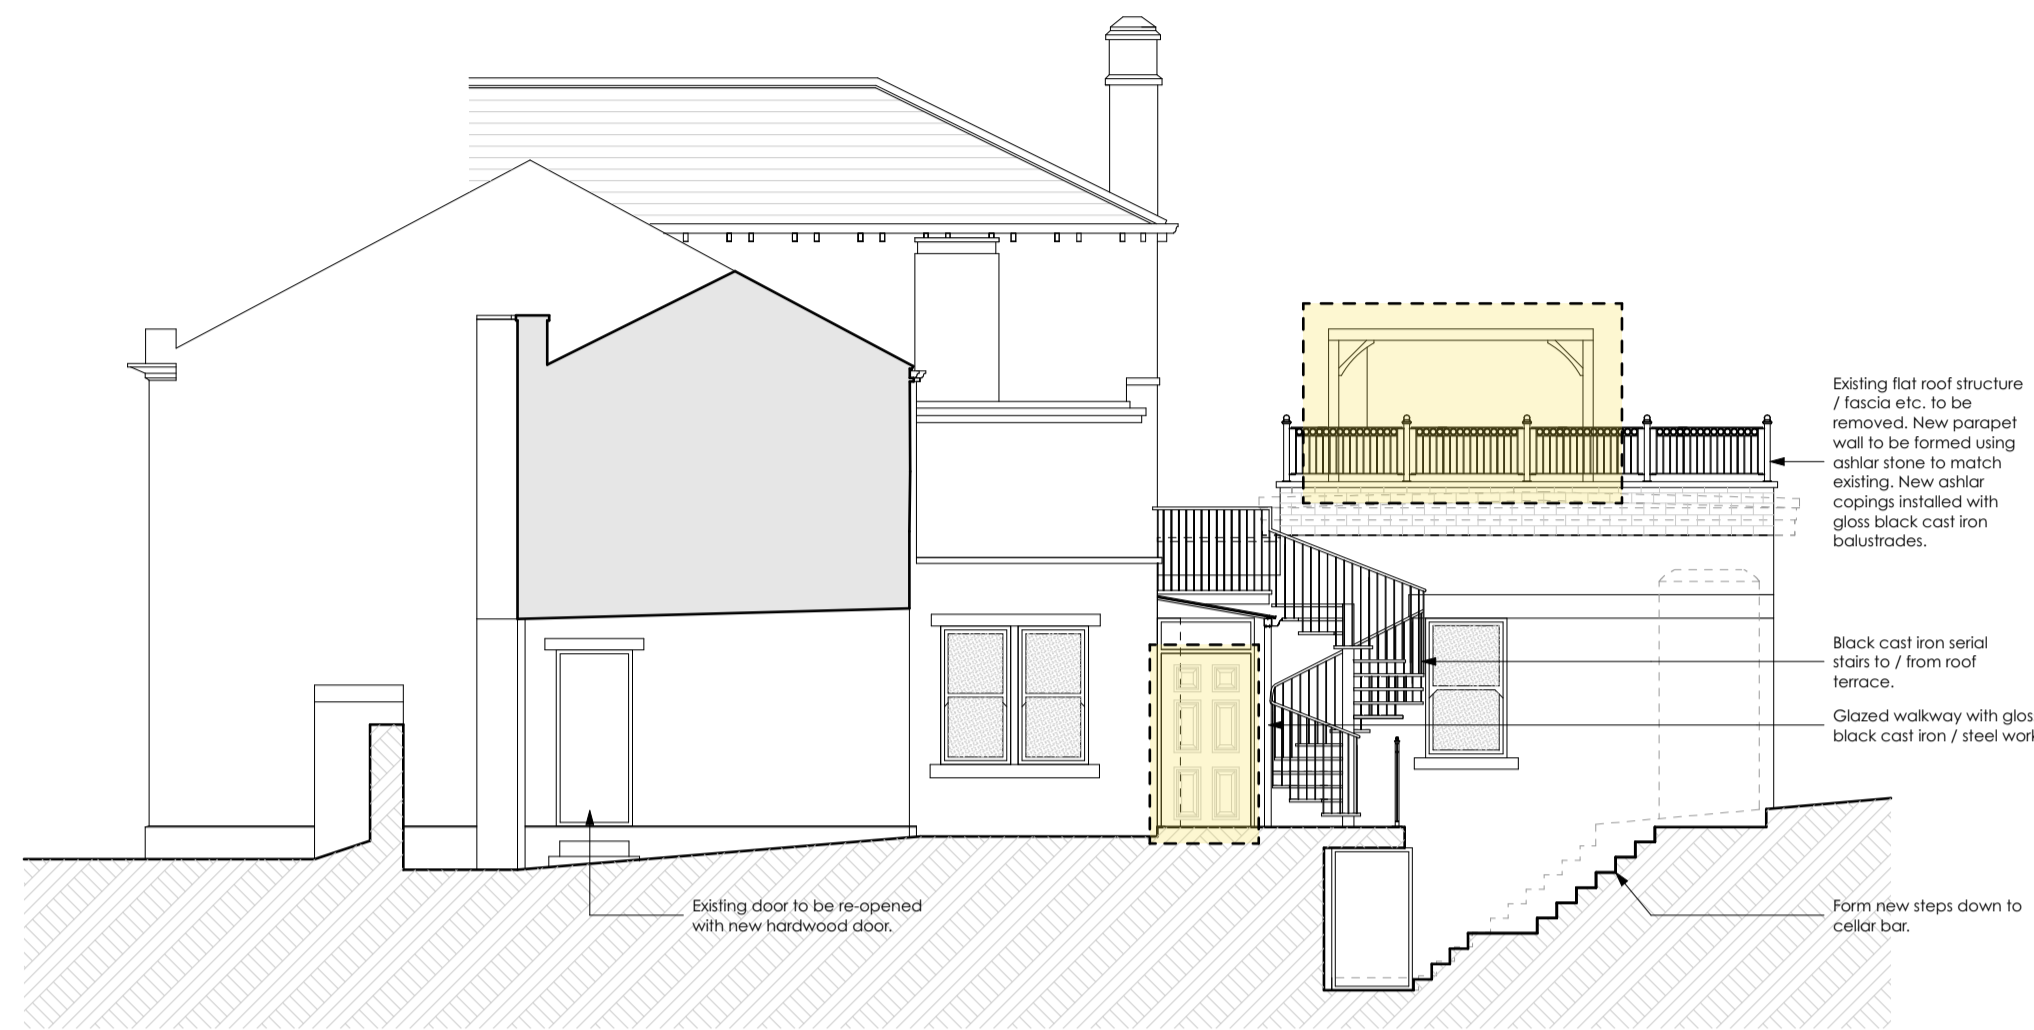 Existing flat roof structure
/ fascia etc. to be
removed. New parapet
wall to be formed using
ashlar stone to match
existing. New ashlar
copings installed with
gloss black cast iron
balustrades.
Black cast iron serial
stairs to / from roof
terrace.
Glazed walkway with glos
black cast iron / steel work
Existing door to be re-opened
with new hardwood door.
Form new steps down to
cellar bar.